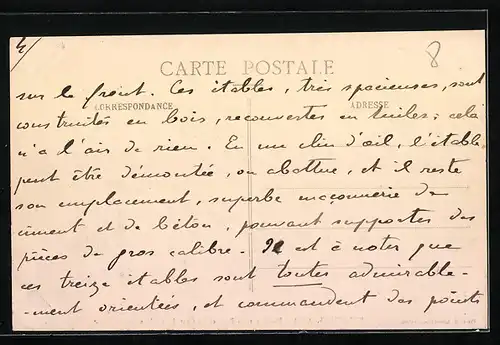 4/
8
CARTE POSTALE
sur le front. Ces étables, très spacieuses, sont
CORRESPONDANCE
ADRESSE
construites en bois, recouvertes en tuiles; cela
n'a l'air de rien. En un clin d'œil, l'étable
peut être démontée, ou abattue, et il reste
son emplacement, superbe maçonnerie de
ciment et de béton, pouvant supporter des
pièces de gros calibre - Il est à noter que
ces treize étables sont toutes admirable-
-ment orientées, et commandent des points